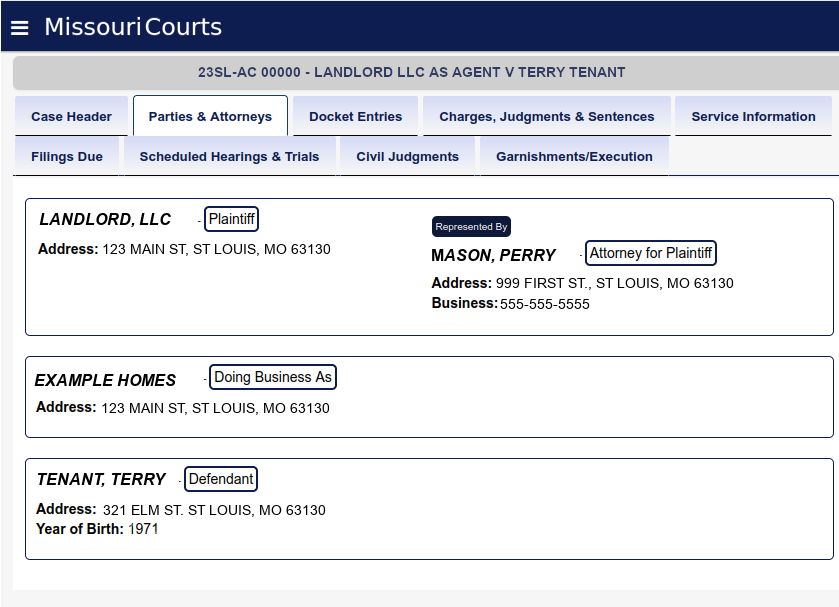 MissouriCourts
23SL-AC 00000 - LANDLORD LLC AS AGENT V TERRY TENANT
Case Header
Parties & Attorneys
Docket Entries
Charges, Judgments & Sentences
Service Information
Filings Due
Scheduled Hearings & Trials
Civil Judgments
Garnishments/Execution
LANDLORD, LLC - Plaintiff
Address: 123 MAIN ST, ST LOUIS, MO 63130
Represented By
MASON, PERRY - Attorney for Plaintiff
Address: 999 FIRST ST., ST LOUIS, MO 63130
Business: 555-555-5555
EXAMPLE HOMES - Doing Business As
Address: 123 MAIN ST, ST LOUIS, MO 63130
TENANT, TERRY - Defendant
Address: 321 ELM ST. ST LOUIS, MO 63130
Year of Birth: 1971